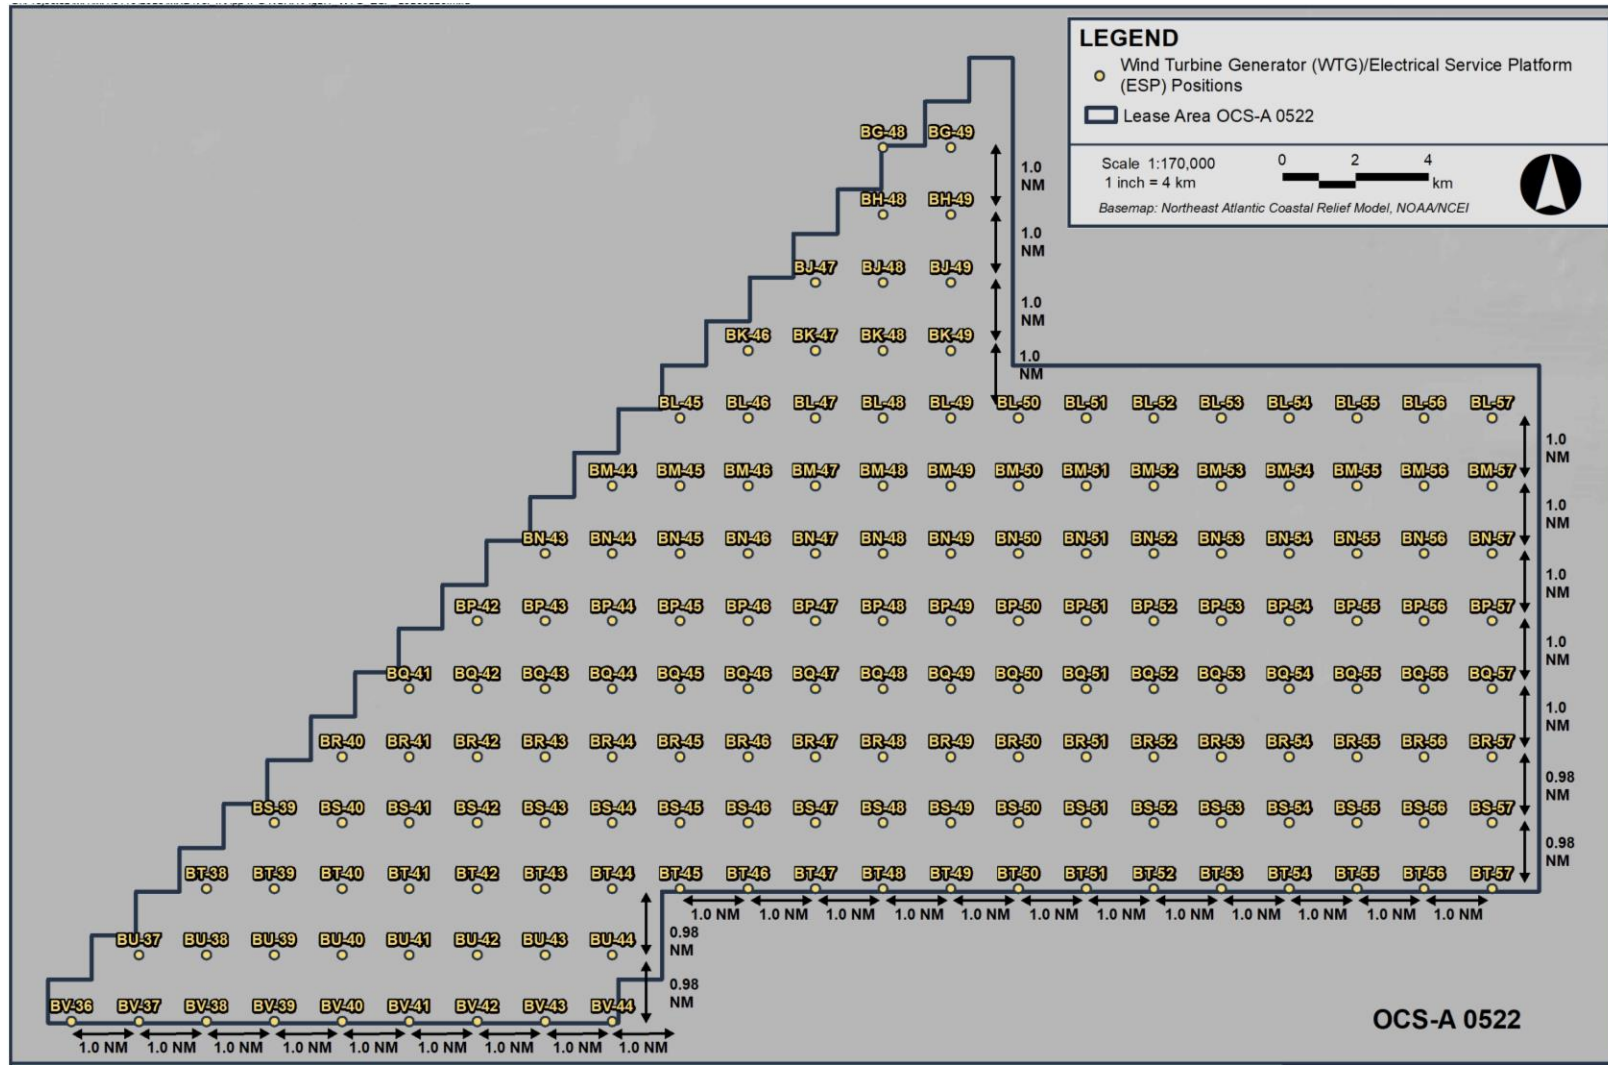 LEGEND
Wind Turbine Generator (WTG)/Electrical Service Platform
(ESP) Positions
Lease Area OCS-A 0522
Scale 1:170,000
1 inch = 4 km
0 2 4
km
Basemap: Northeast Atlantic Coastal Relief Model, NOAA/NCEI
BG-48 BG-49
1.0
NM
BH-48 BH-49
1.0
NM
BJ-47 BJ-48 BJ-49
1.0
NM
BK-46 BK-47 BK-48 BK-49
1.0
NM
BL-45 BL-46 BL-47 BL-48 BL-49 BL-50 BL-51 BL-52 BL-53 BL-54 BL-55 BL-56 BL-57
1.0
NM
BM-44 BM-45 BM-46 BM-47 BM-48 BM-49 BM-50 BM-51 BM-52 BM-53 BM-54 BM-55 BM-56 BM-57
1.0
NM
BN-43 BN-44 BN-45 BN-46 BN-47 BN-48 BN-49 BN-50 BN-51 BN-52 BN-53 BN-54 BN-55 BN-56 BN-57
1.0
NM
BP-42 BP-43 BP-44 BP-45 BP-46 BP-47 BP-48 BP-49 BP-50 BP-51 BP-52 BP-53 BP-54 BP-55 BP-56 BP-57
1.0
NM
BQ-41 BQ-42 BQ-43 BQ-44 BQ-45 BQ-46 BQ-47 BQ-48 BQ-49 BQ-50 BQ-51 BQ-52 BQ-53 BQ-54 BQ-55 BQ-56 BQ-57
1.0
NM
BR-40 BR-41 BR-42 BR-43 BR-44 BR-45 BR-46 BR-47 BR-48 BR-49 BR-50 BR-51 BR-52 BR-53 BR-54 BR-55 BR-56 BR-57
0.98
NM
BS-39 BS-40 BS-41 BS-42 BS-43 BS-44 BS-45 BS-46 BS-47 BS-48 BS-49 BS-50 BS-51 BS-52 BS-53 BS-54 BS-55 BS-56 BS-57
0.98
NM
BT-38 BT-39 BT-40 BT-41 BT-42 BT-43 BT-44 BT-45 BT-46 BT-47 BT-48 BT-49 BT-50 BT-51 BT-52 BT-53 BT-54 BT-55 BT-56 BT-57
1.0 NM 1.0 NM 1.0 NM 1.0 NM 1.0 NM 1.0 NM 1.0 NM 1.0 NM 1.0 NM 1.0 NM 1.0 NM 1.0 NM
0.98
NM
BU-37 BU-38 BU-39 BU-40 BU-41 BU-42 BU-43 BU-44
0.98
NM
BV-36 BV-37 BV-38 BV-39 BV-40 BV-41 BV-42 BV-43 BV-44
1.0 NM 1.0 NM 1.0 NM 1.0 NM 1.0 NM 1.0 NM 1.0 NM 1.0 NM 1.0 NM
OCS-A 0522